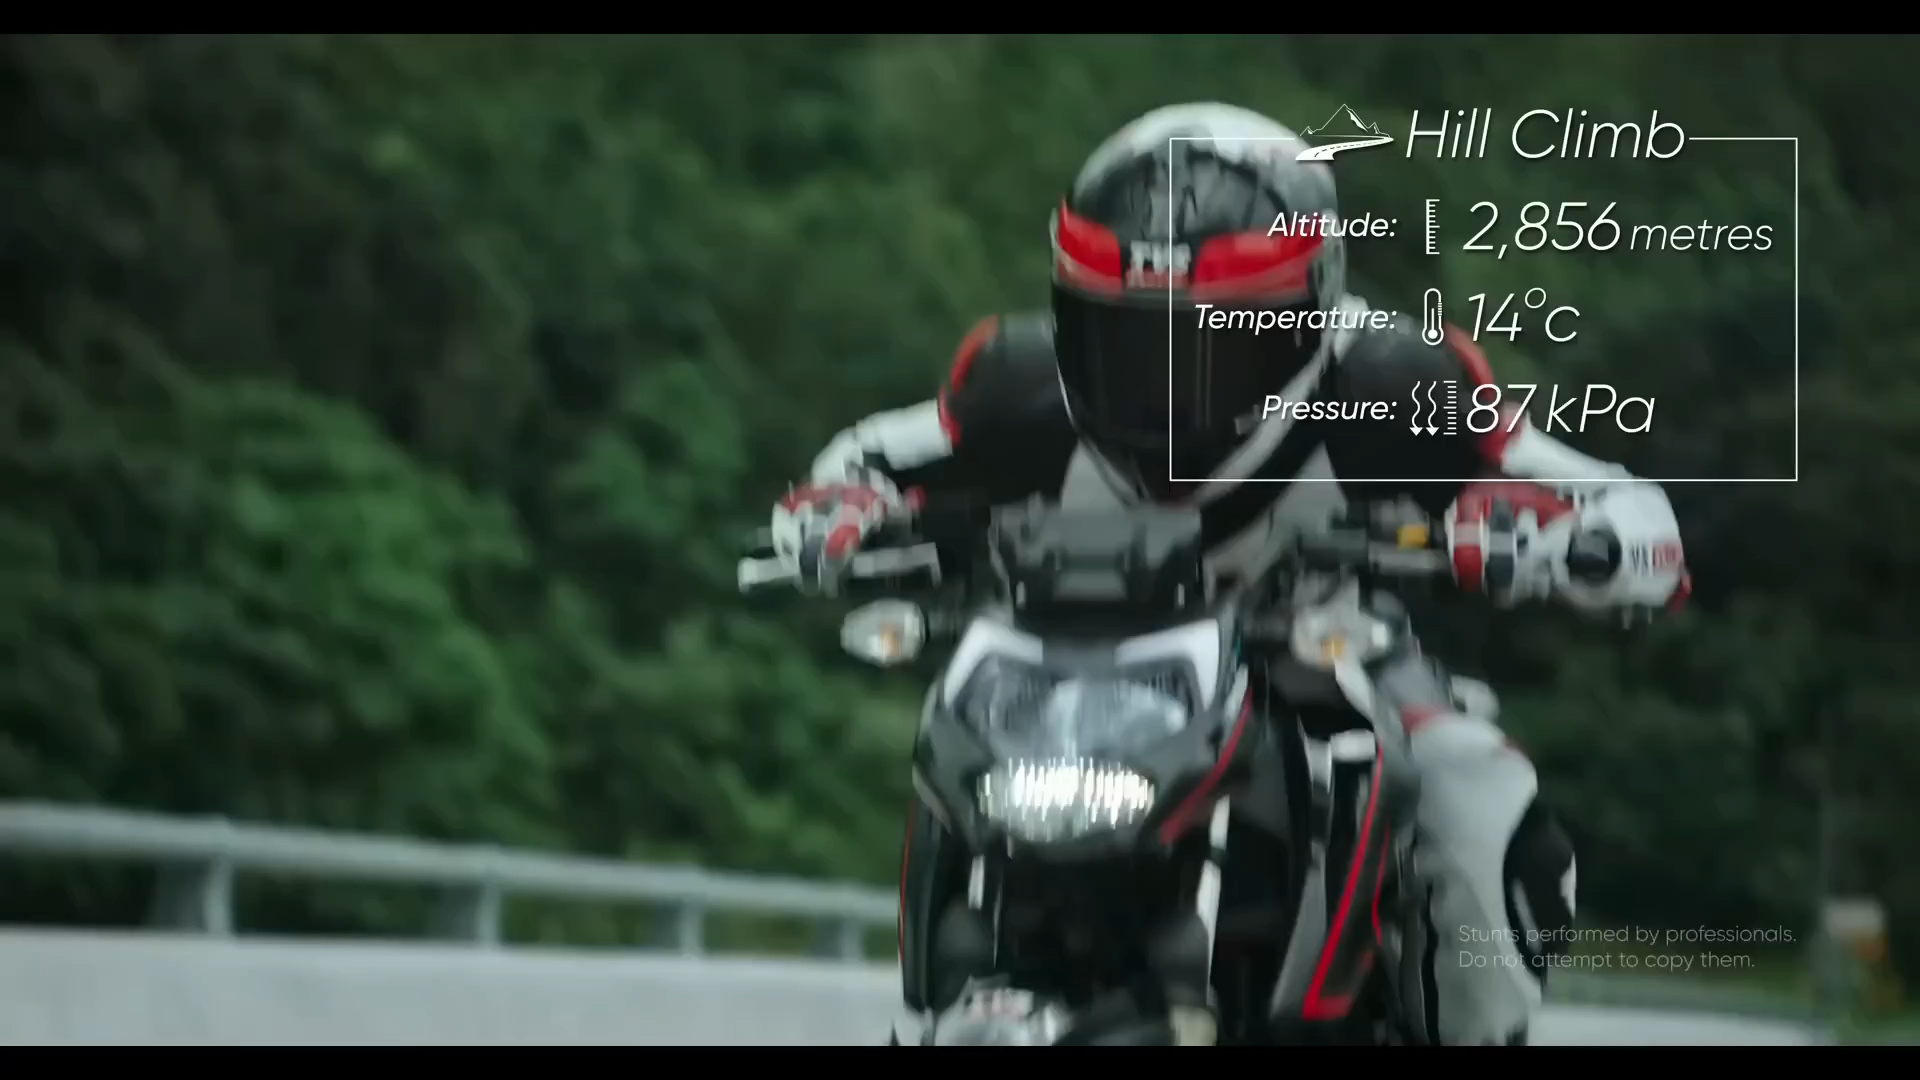 Hill Climb
Altitude: 2,856 metres
Temperature: 14°C
Pressure: 87 kPa
TVS
Stunts performed by professionals.
Do not attempt to copy them.